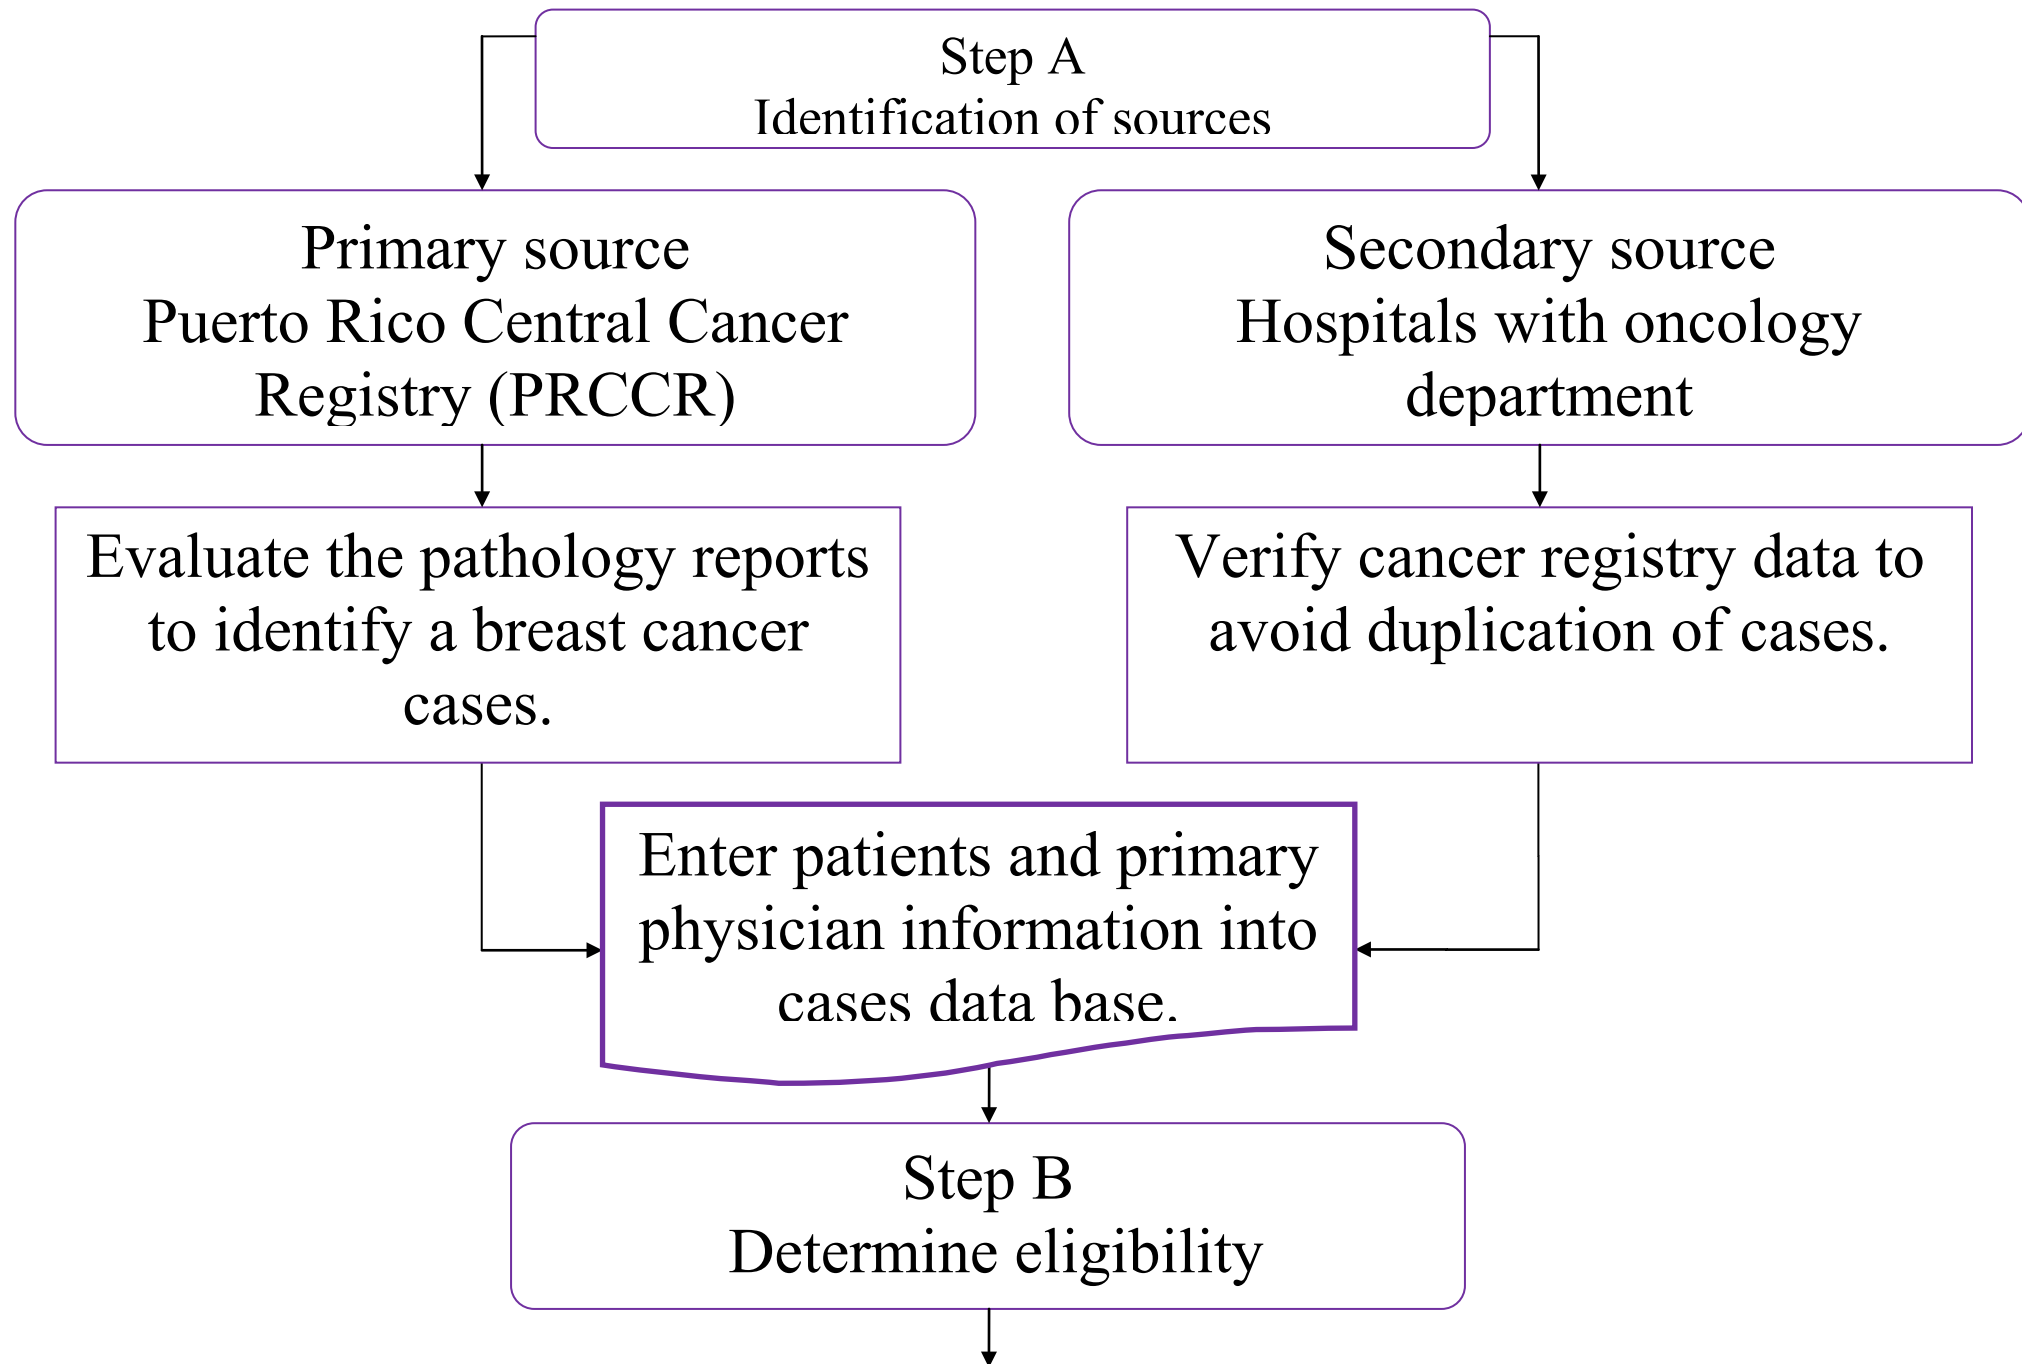 Step A
Identification of sources
Primary source
Puerto Rico Central Cancer
Registry (PRCCR)
Secondary source
Hospitals with oncology
department
Evaluate the pathology reports
to identify a breast cancer
cases.
Verify cancer registry data to
avoid duplication of cases.
Enter patients and primary
physician information into
cases data base.
Step B
Determine eligibility